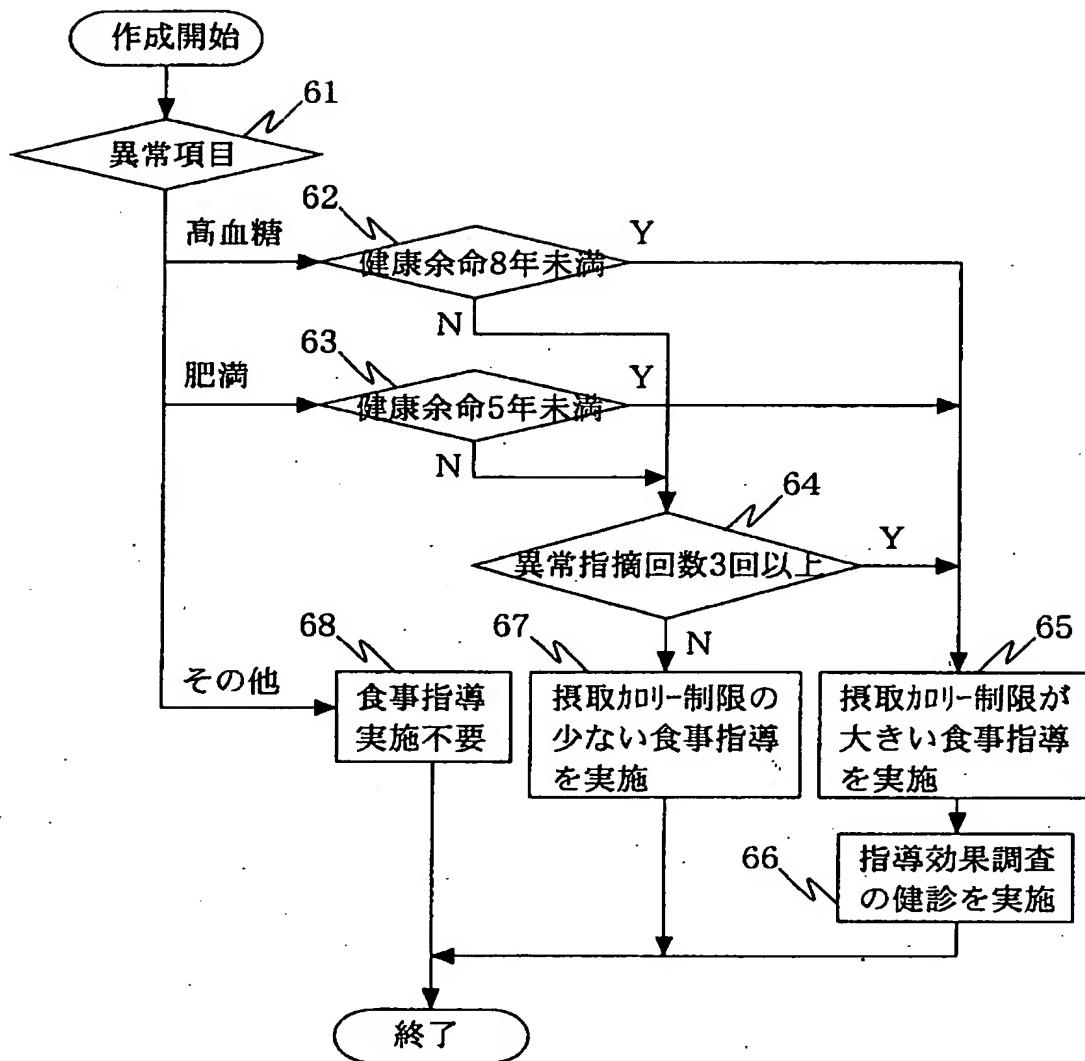 作成開始
61
異常項目
62
高血糖
健康余命8年未満
Y
N
63
肥満
健康余命5年未満
Y
N
64
異常指摘回数3回以上
Y
N
68
67
65
その他
食事指導
実施不要
摂取ｶﾛﾘｰ制限の
少ない食事指導
を実施
摂取ｶﾛﾘｰ制限が
大きい食事指導
を実施
66
指導効果調査
の健診を実施
終了